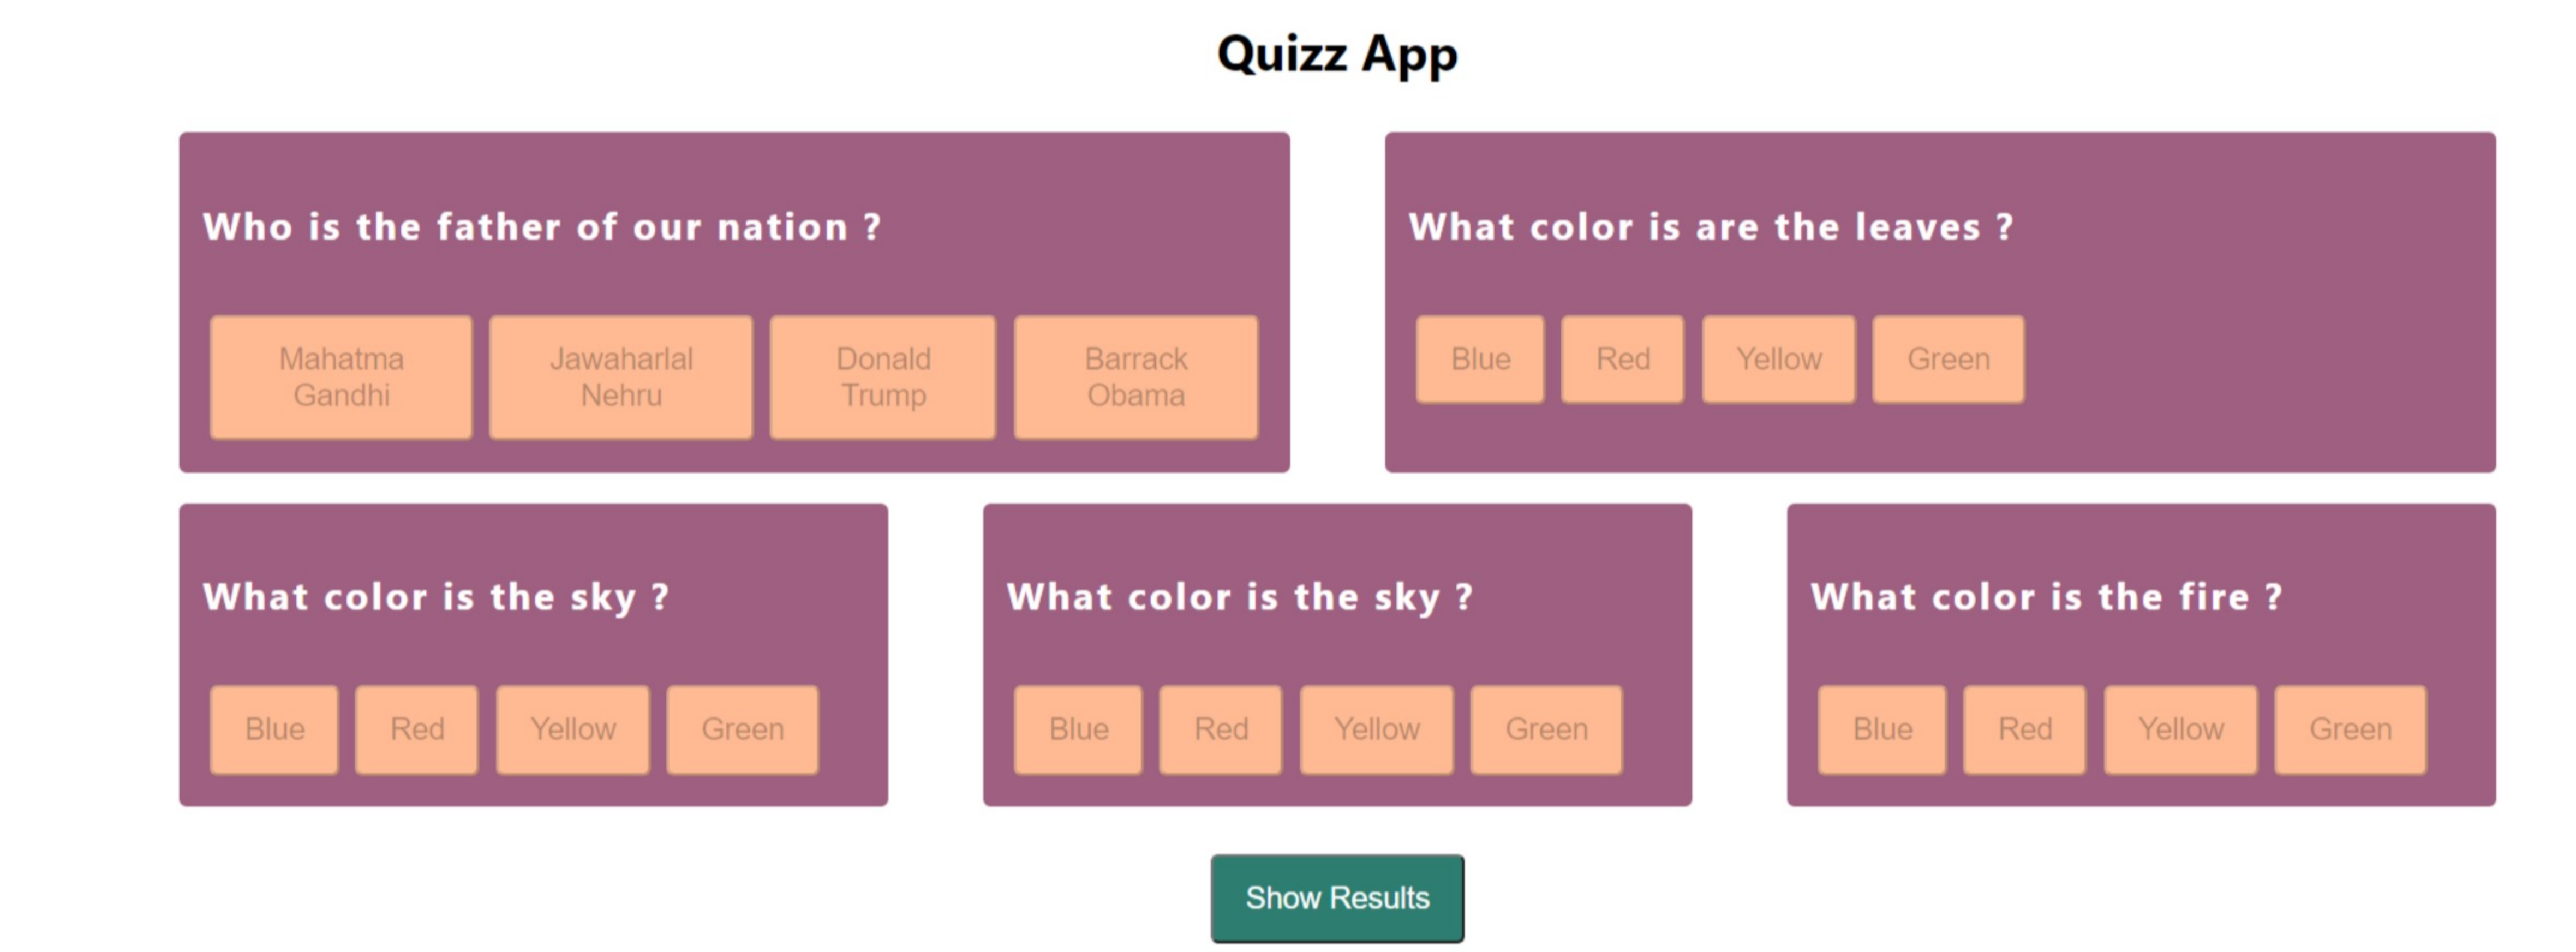 Quizz App
Who is the father of our nation ?
Mahatma
Gandhi
Jawaharlal
Nehru
Donald
Trump
Barrack
Obama
What color is are the leaves ?
Blue
Red
Yellow
Green
What color is the sky ?
Blue
Red
Yellow
Green
What color is the sky ?
Blue
Red
Yellow
Green
What color is the fire ?
Blue
Red
Yellow
Green
Show Results